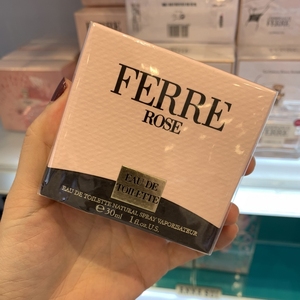 FERRE
ROSE
EAU DE
TOILETTE
EAU DE TOILETTE NATURAL SPRAY VAPORISATEUR
℮ 30ml 1 fl.oz. U.S.